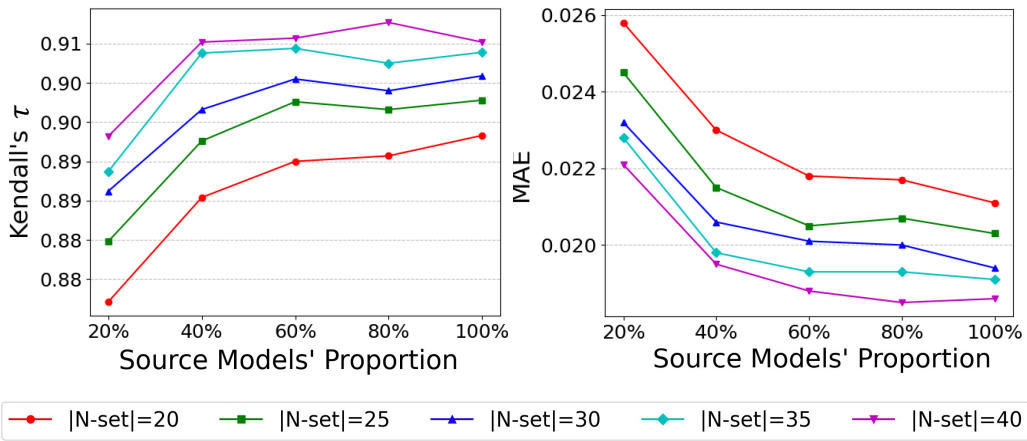 Kendall's τ
0.91
0.90
0.90
0.89
0.89
0.88
0.88
20% 40% 60% 80% 100%
Source Models' Proportion
MAE
0.026
0.024
0.022
0.020
20% 40% 60% 80% 100%
Source Models' Proportion
|N-set|=20 |N-set|=25 |N-set|=30 |N-set|=35 |N-set|=40